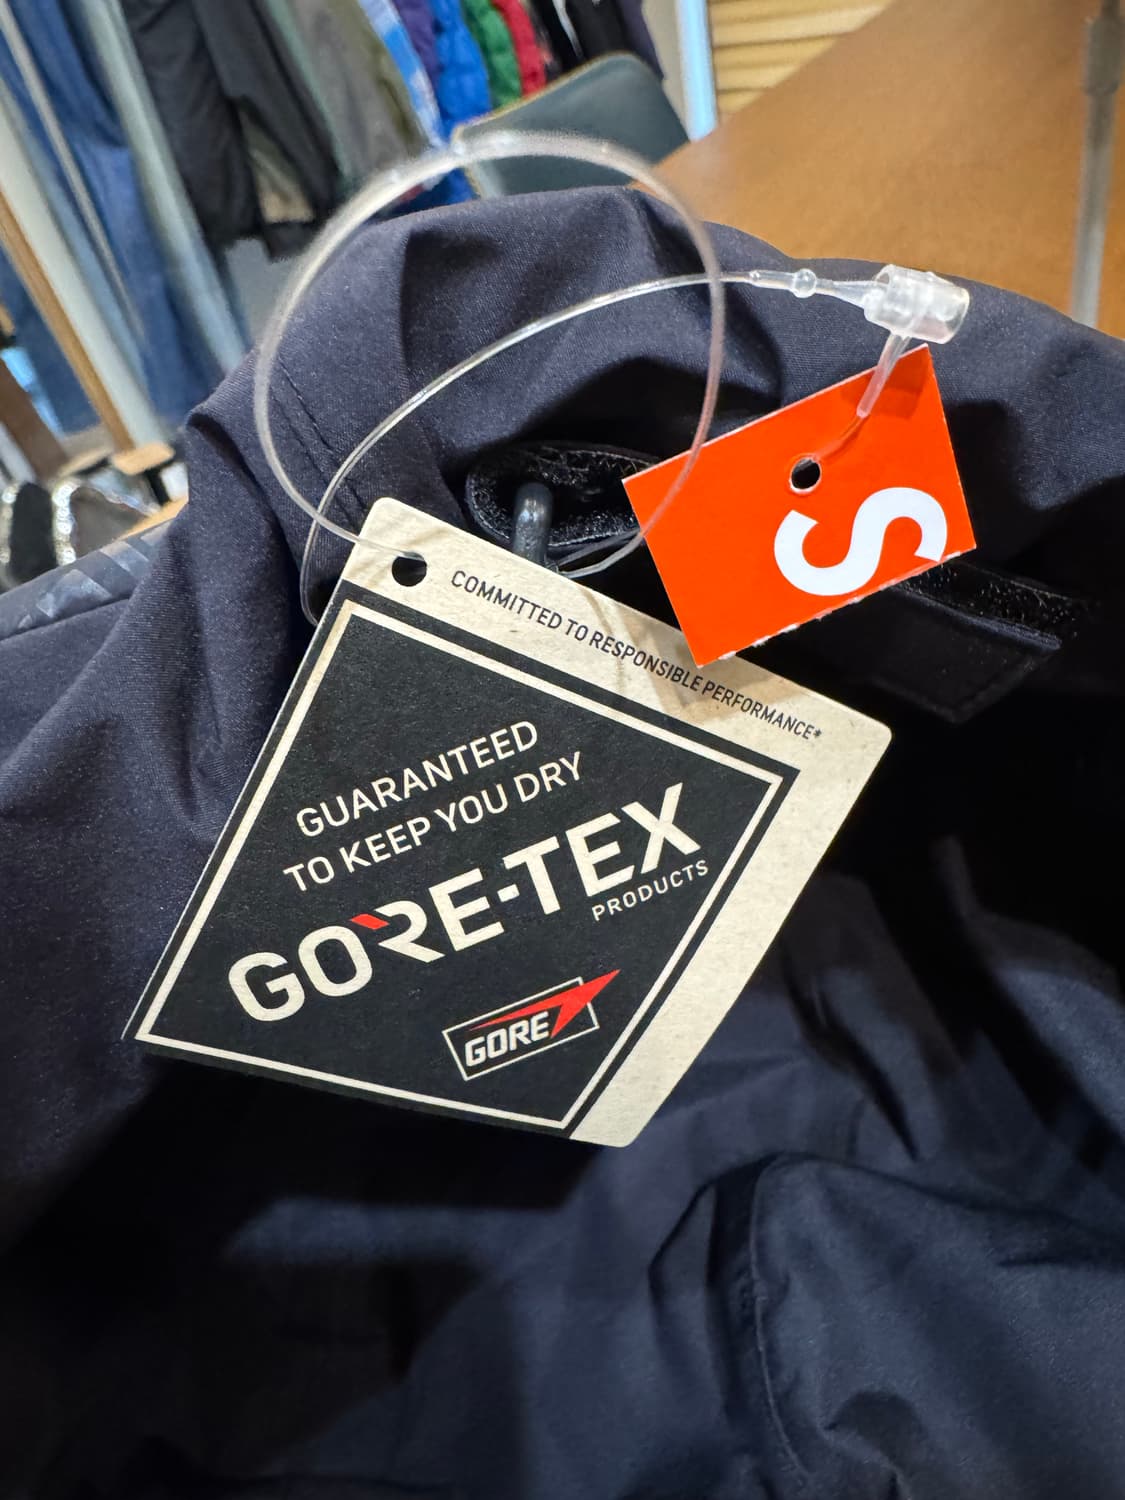 COMMITTED TO RESPONSIBLE PERFORMANCE*
GUARANTEED
TO KEEP YOU DRY
GORE-TEX
PRODUCTS
GORE
S